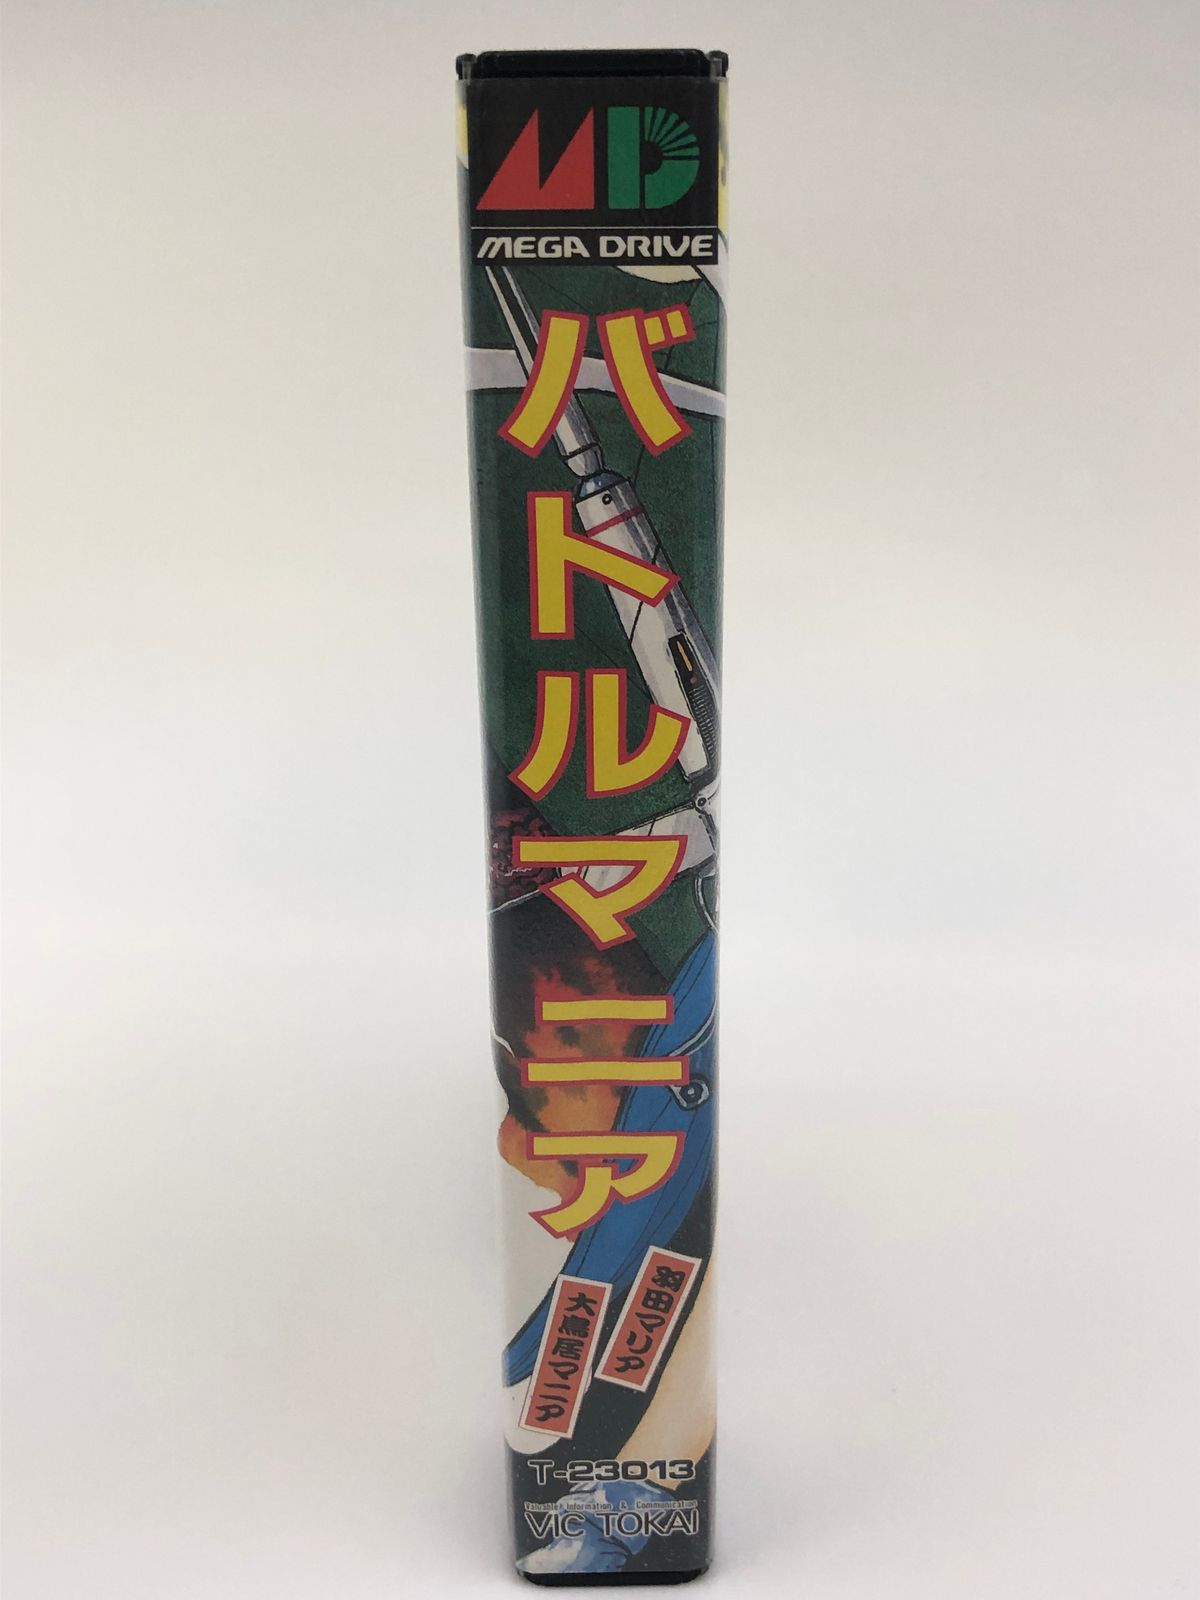 MD
MEGA DRIVE
バトルマニア
羽田マリア
大鳥居マニア
T-23013
Valuable Information & Communication
VIC TOKAI